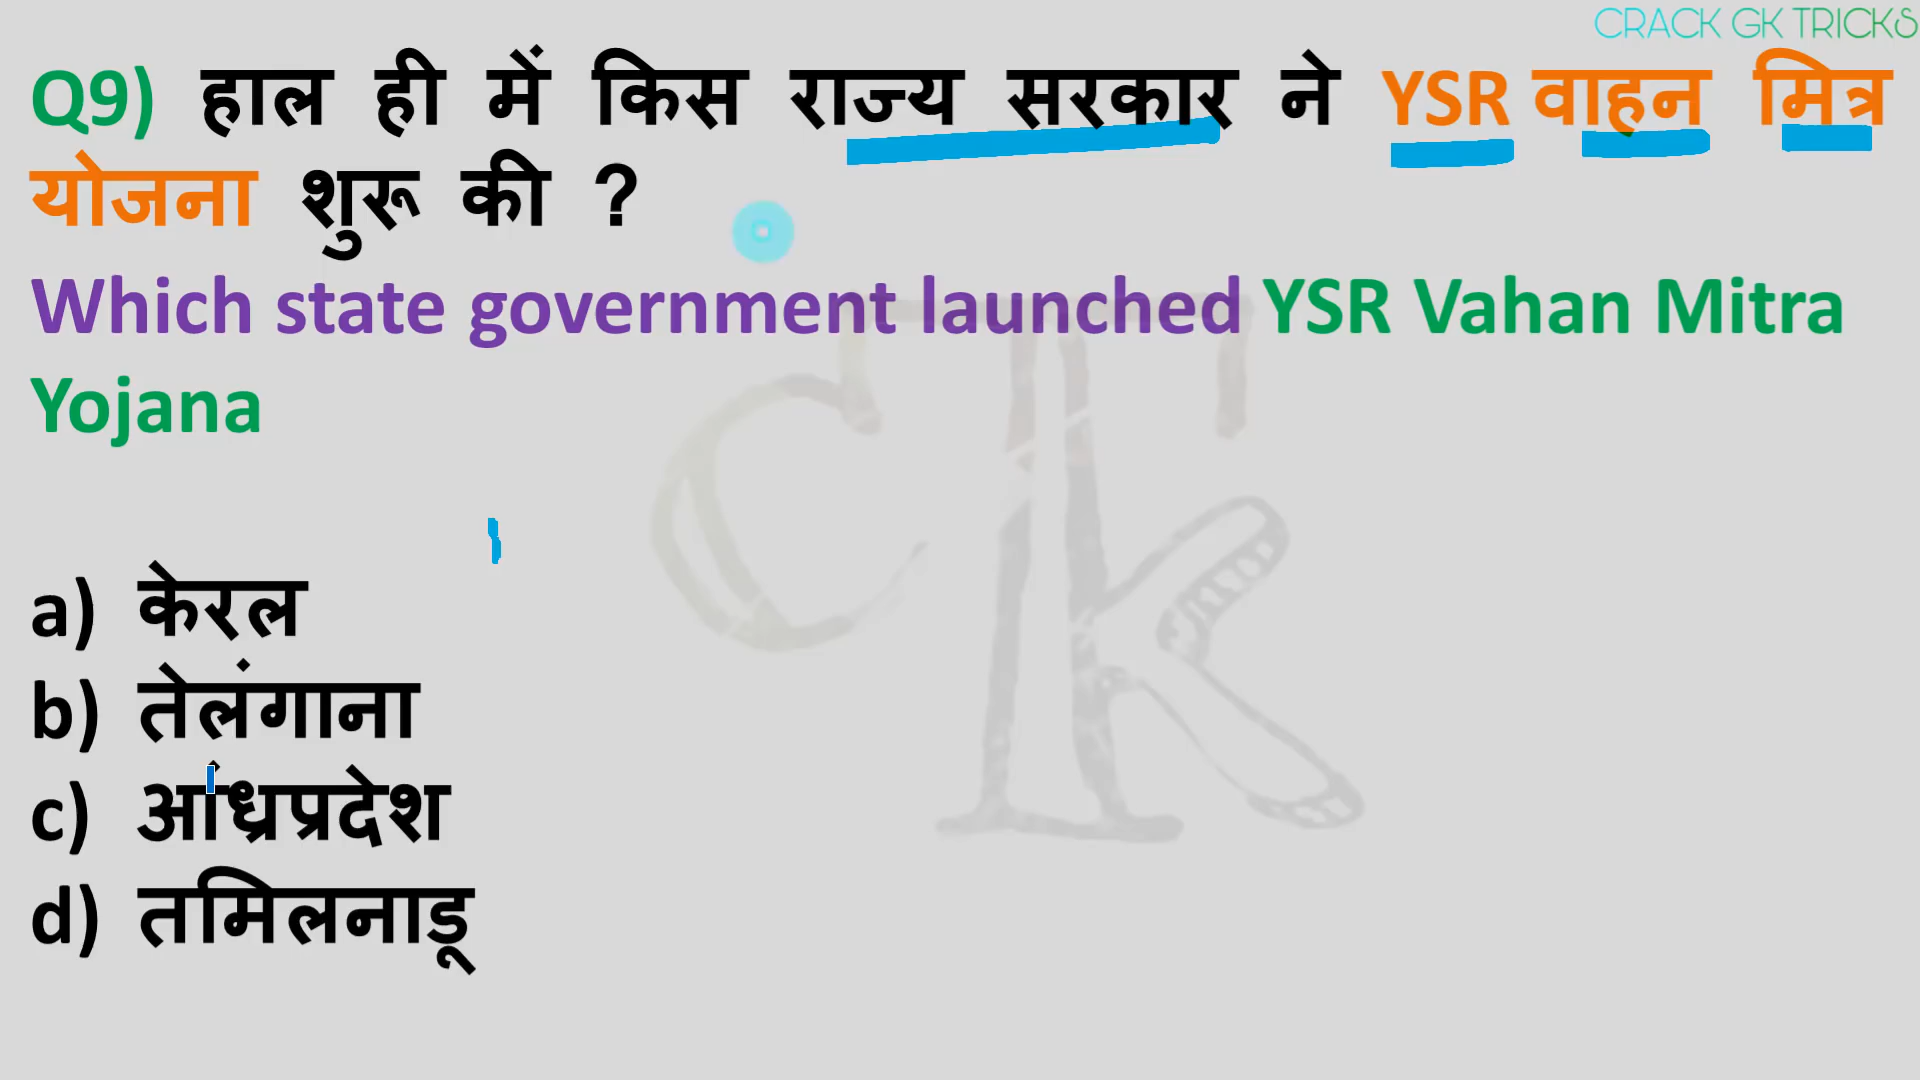 CRACK GK TRICKS
Q9) हाल ही में किस राज्य सरकार ने YSR वाहन मित्र
योजना शुरू की ?
Which state government launched YSR Vahan Mitra
Yojana
a) केरल
b) तेलंगाना
c) आंध्रप्रदेश
d) तमिलनाडू